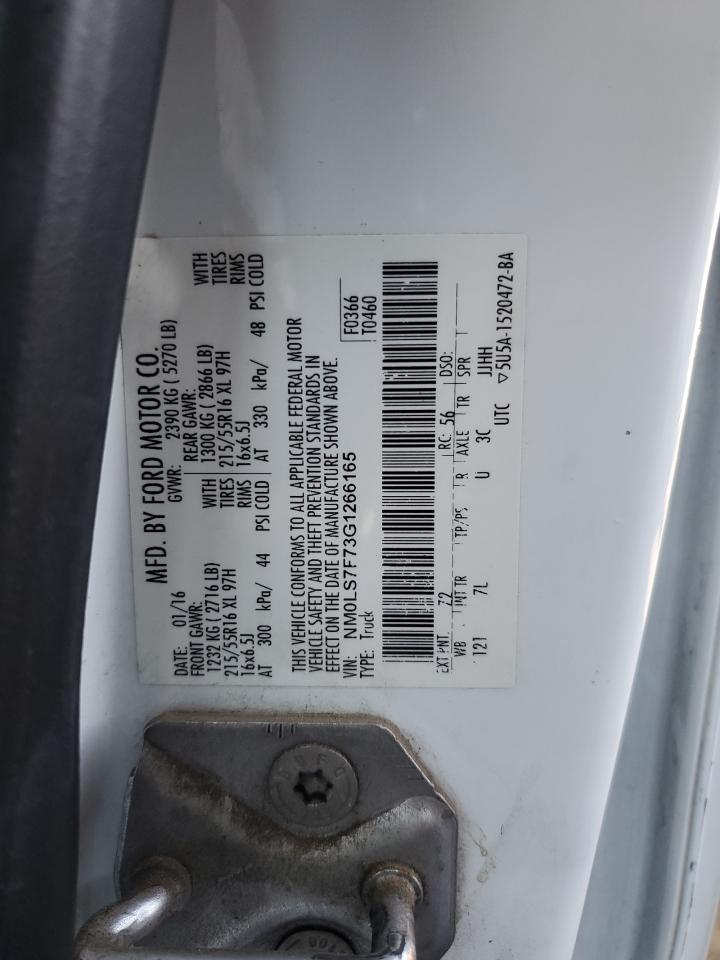 MFD. BY FORD MOTOR CO.
DATE: 01/16 GVWR: 2390 KG ( 5270 LB)
FRONT GAWR: REAR GAWR:
1232 KG ( 2716 LB) WITH 1300 KG ( 2866 LB) WITH
215/55R16 XL 97H TIRES 215/55R16 XL 97H TIRES
16x6.5J RIMS 16x6.5J RIMS
AT 300 kPa/ 44 PSI COLD AT 330 kPa/ 48 PSI COLD
THIS VEHICLE CONFORMS TO ALL APPLICABLE FEDERAL MOTOR
VEHICLE SAFETY AND THEFT PREVENTION STANDARDS IN
EFFECT ON THE DATE OF MANUFACTURE SHOWN ABOVE.
VIN: NM0LS7F73G1266165
TYPE: Truck
F0366
T0460
EXT PNT: Z2 RC: 56 DSO:
WB INT TR TP/PS R AXLE TR SPR
121 7L U 3C JJHH
UTC ▽5U5A-1520472-BA